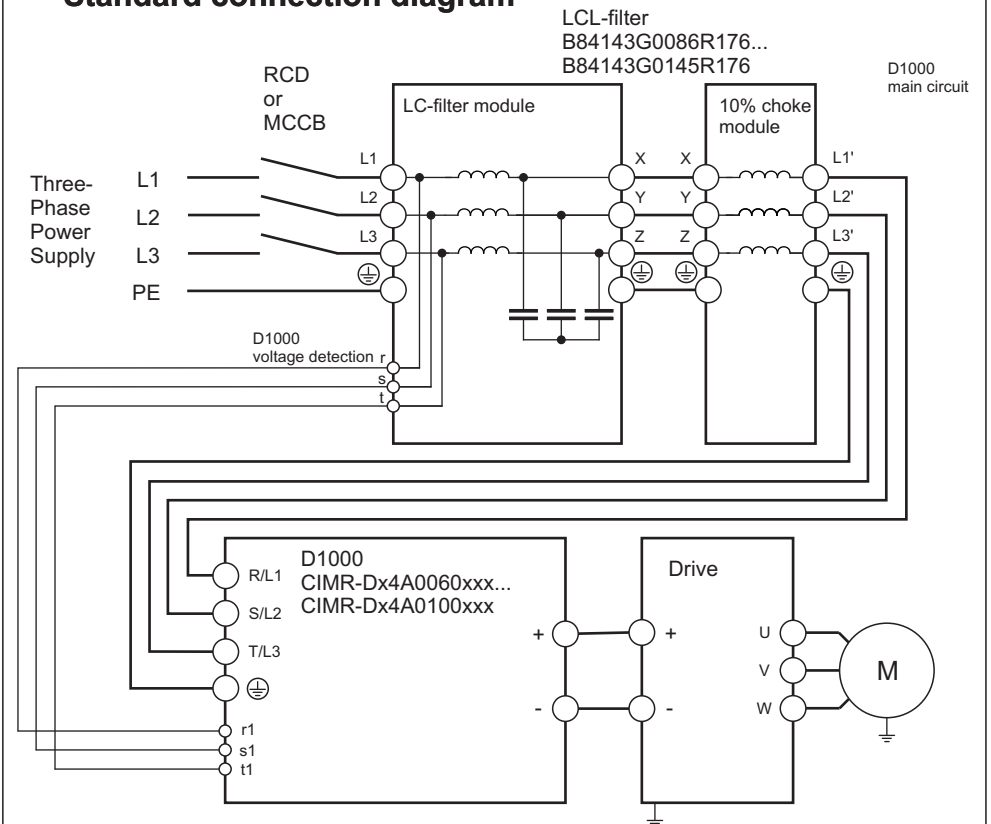 Standard connection diagram
LCL-filter
B84143G0086R176...
B84143G0145R176
D1000
main circuit
RCD
or
MCCB
LC-filter module
10% choke
module
Three-
Phase
Power
Supply
L1
L2
L3
PE
L1
L2
L3
X
Y
Z
X
Y
Z
L1'
L2'
L3'
D1000
voltage detection
r
s
t
D1000
CIMR-Dx4A0060xxx...
CIMR-Dx4A0100xxx
R/L1
S/L2
T/L3
r1
s1
t1
+
-
Drive
+
-
U
V
W
M